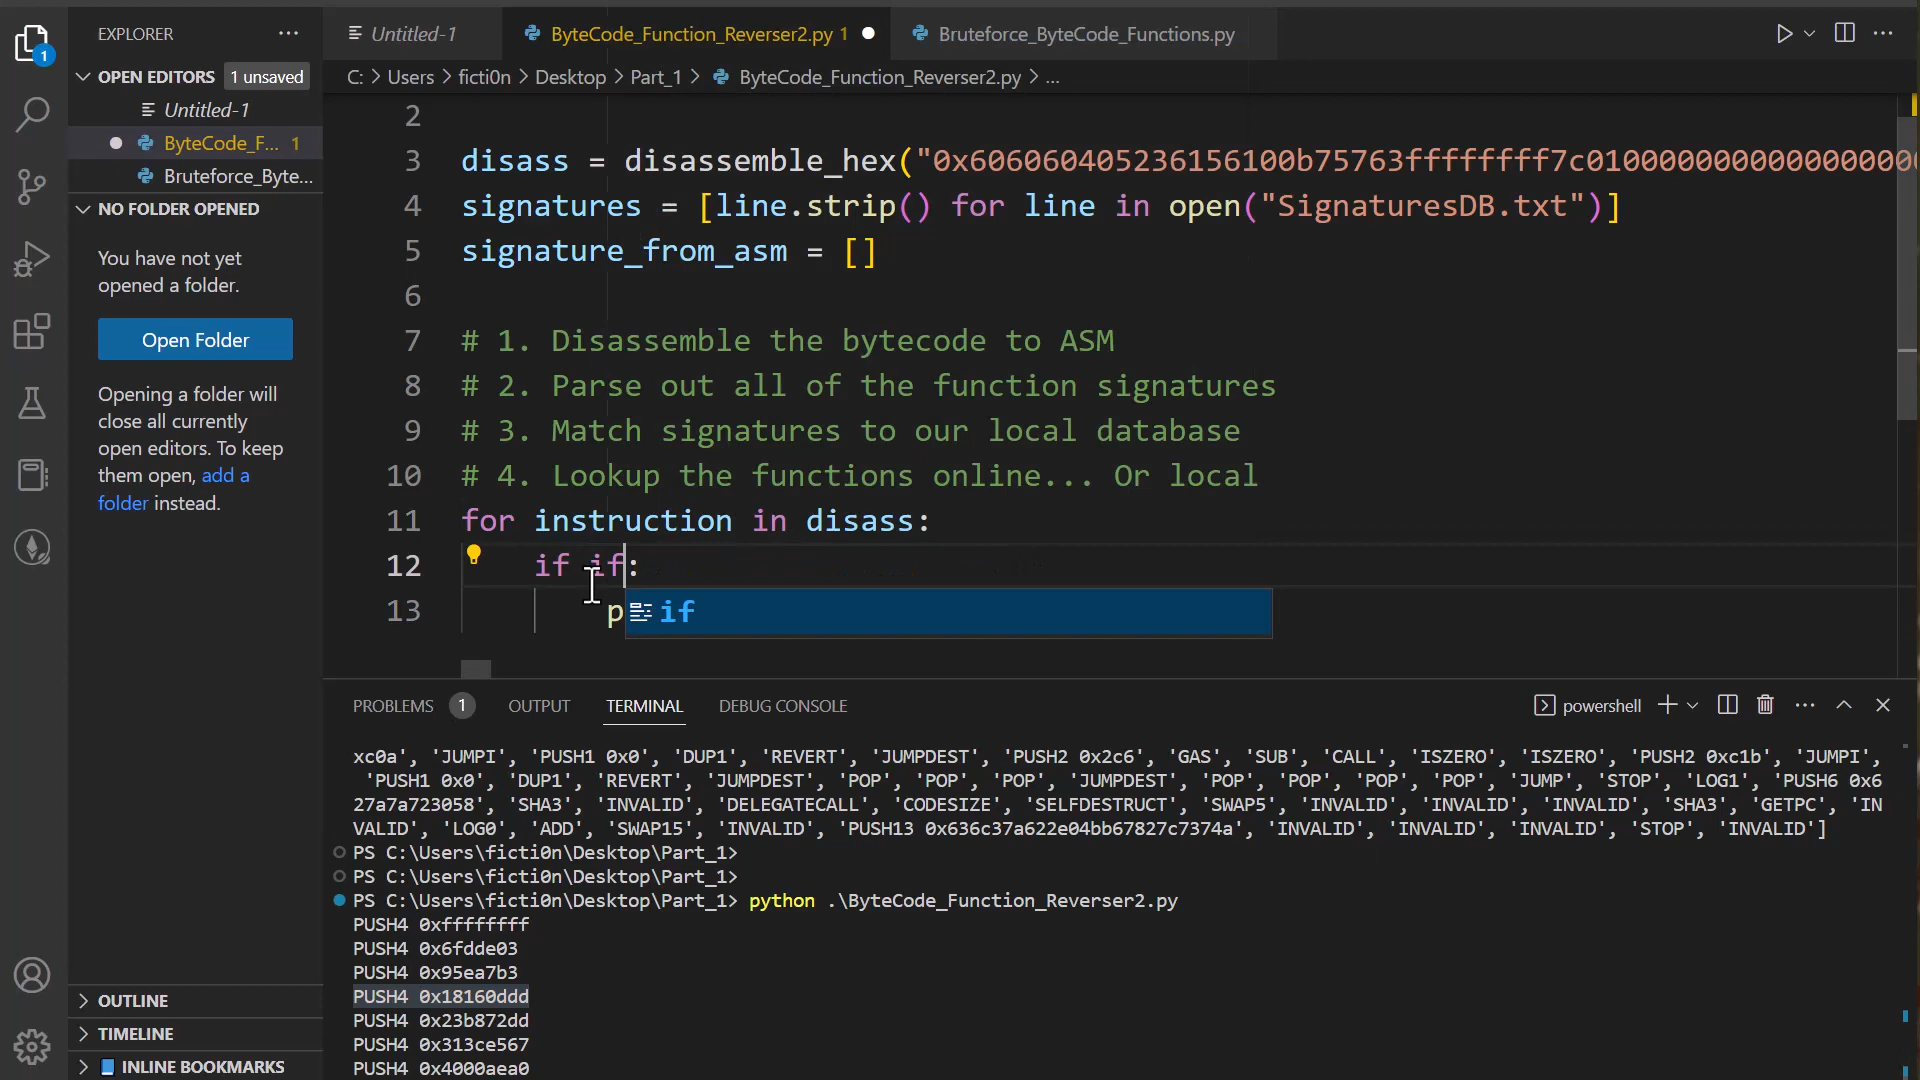 EXPLORER
OPEN EDITORS 1 unsaved
Untitled-1
ByteCode_F... 1
Bruteforce_Byte...
NO FOLDER OPENED
You have not yet
opened a folder.
Open Folder
Opening a folder will
close all currently
open editors. To keep
them open, add a
folder instead.
OUTLINE
TIMELINE
INLINE BOOKMARKS
1
Untitled-1 ByteCode_Function_Reverser2.py 1 Bruteforce_ByteCode_Functions.py
C: > Users > ficti0n > Desktop > Part_1 > ByteCode_Function_Reverser2.py > ...
2
3 disass = disassemble_hex("0x606060405236156100b75763ffffffff7c01000000000000000
4 signatures = [line.strip() for line in open("SignaturesDB.txt")]
5 signature_from_asm = []
6
7 # 1. Disassemble the bytecode to ASM
8 # 2. Parse out all of the function signatures
9 # 3. Match signatures to our local database
10 # 4. Lookup the functions online... Or local
11 for instruction in disass:
12 if if:
13 p
if
PROBLEMS 1 OUTPUT TERMINAL DEBUG CONSOLE powershell
xc0a', 'JUMPI', 'PUSH1 0x0', 'DUP1', 'REVERT', 'JUMPDEST', 'PUSH2 0x2c6', 'GAS', 'SUB', 'CALL', 'ISZERO', 'ISZERO', 'PUSH2 0xc1b', 'JUMPI',
'PUSH1 0x0', 'DUP1', 'REVERT', 'JUMPDEST', 'POP', 'POP', 'POP', 'JUMPDEST', 'POP', 'POP', 'POP', 'POP', 'JUMP', 'STOP', 'LOG1', 'PUSH6 0x6
27a7a723058', 'SHA3', 'INVALID', 'DELEGATECALL', 'CODESIZE', 'SELFDESTRUCT', 'SWAP5', 'INVALID', 'INVALID', 'INVALID', 'SHA3', 'GETPC', 'IN
VALID', 'LOG0', 'ADD', 'SWAP15', 'INVALID', 'PUSH13 0x636c37a622e04bb67827c7374a', 'INVALID', 'INVALID', 'INVALID', 'STOP', 'INVALID']
PS C:\Users\ficti0n\Desktop\Part_1>
PS C:\Users\ficti0n\Desktop\Part_1>
PS C:\Users\ficti0n\Desktop\Part_1> python .\ByteCode_Function_Reverser2.py
PUSH4 0xffffffff
PUSH4 0x6fdde03
PUSH4 0x95ea7b3
PUSH4 0x18160ddd
PUSH4 0x23b872dd
PUSH4 0x313ce567
PUSH4 0x4000aea0